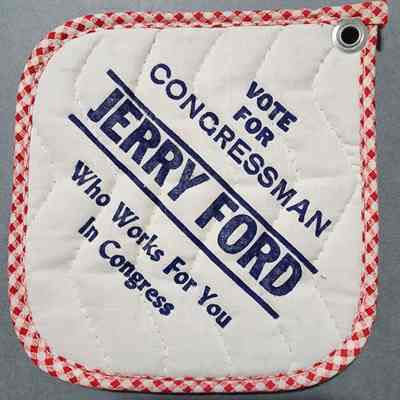 VOTE
FOR
CONGRESSMAN
JERRY FORD
Who Works For You
In Congress